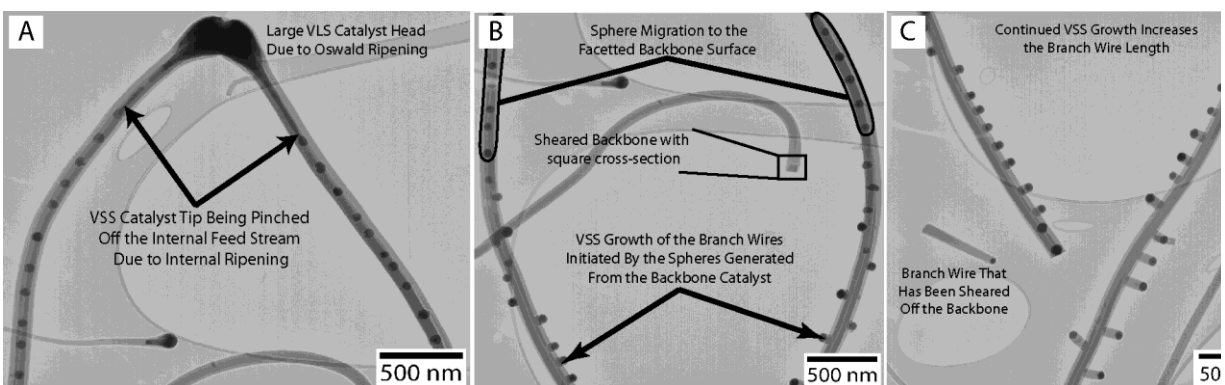 A
Large VLS Catalyst Head
Due to Oswald Ripening
VSS Catalyst Tip Being Pinched
Off the Internal Feed Stream
Due to Internal Ripening
500 nm
B
Sphere Migration to the
Facetted Backbone Surface
Sheared Backbone with
square cross-section
VSS Growth of the Branch Wires
Initiated By the Spheres Generated
From the Backbone Catalyst
500 nm
C
Continued VSS Growth Increases
the Branch Wire Length
Branch Wire That
Has Been Sheared
Off the Backbone
50